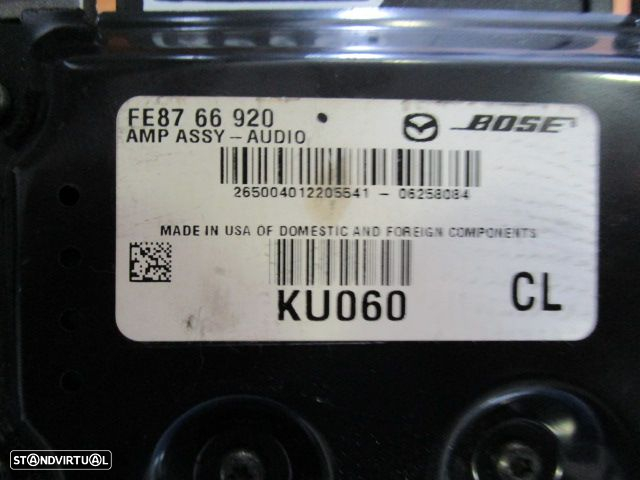 FE87 66 920
BOSE
AMP ASSY-AUDIO
265004012205541 - 06258084
MADE IN USA OF DOMESTIC AND FOREIGN COMPONENTS
KU060
CL
STANDVIRTUAL